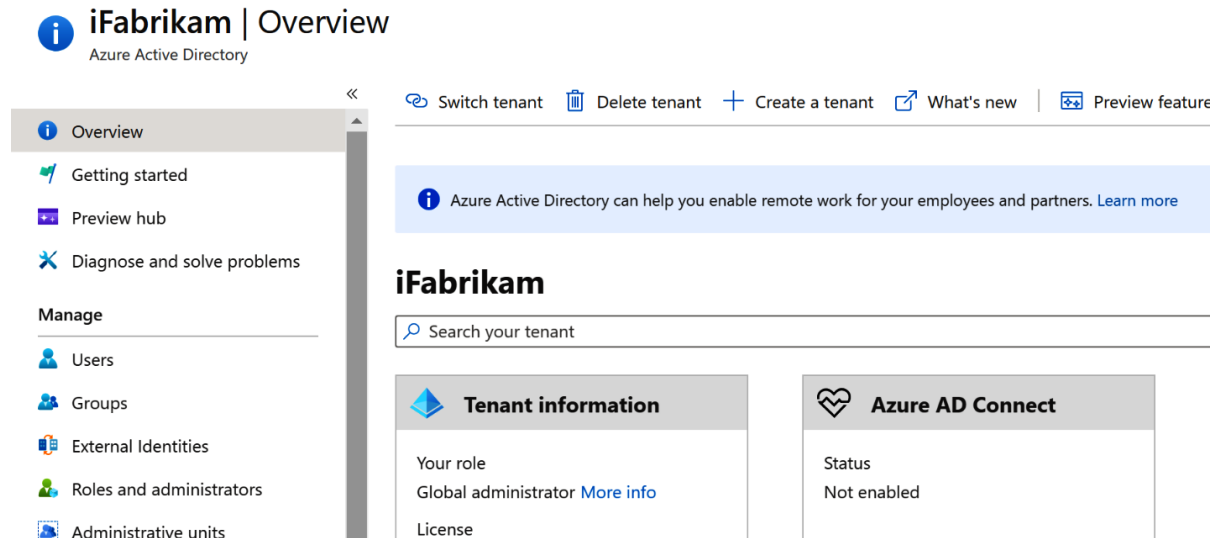 iFabrikam | Overview
Azure Active Directory
«
Switch tenant
Delete tenant
Create a tenant
What's new
Preview feature
Overview
Getting started
Preview hub
Diagnose and solve problems
Manage
Users
Groups
External Identities
Roles and administrators
Administrative units
Azure Active Directory can help you enable remote work for your employees and partners. Learn more
iFabrikam
Search your tenant
Tenant information
Your role
Global administrator More info
License
Azure AD Connect
Status
Not enabled